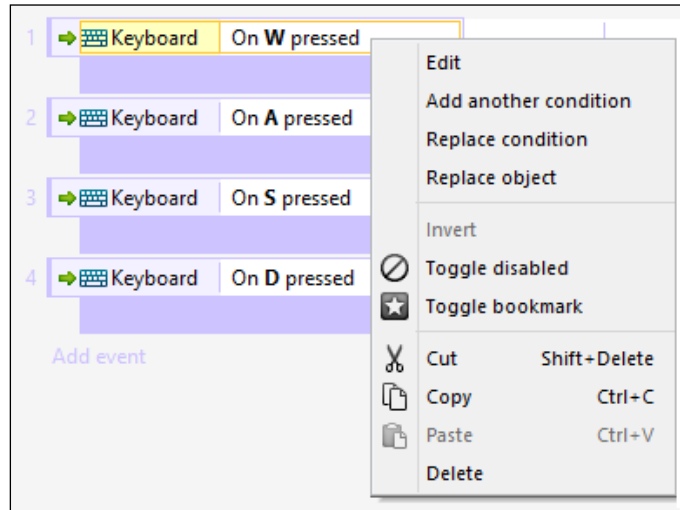 1 Keyboard On W pressed
2 Keyboard On A pressed
3 Keyboard On S pressed
4 Keyboard On D pressed
Add event
Edit
Add another condition
Replace condition
Replace object
Invert
Toggle disabled
Toggle bookmark
Cut Shift+Delete
Copy Ctrl+C
Paste Ctrl+V
Delete